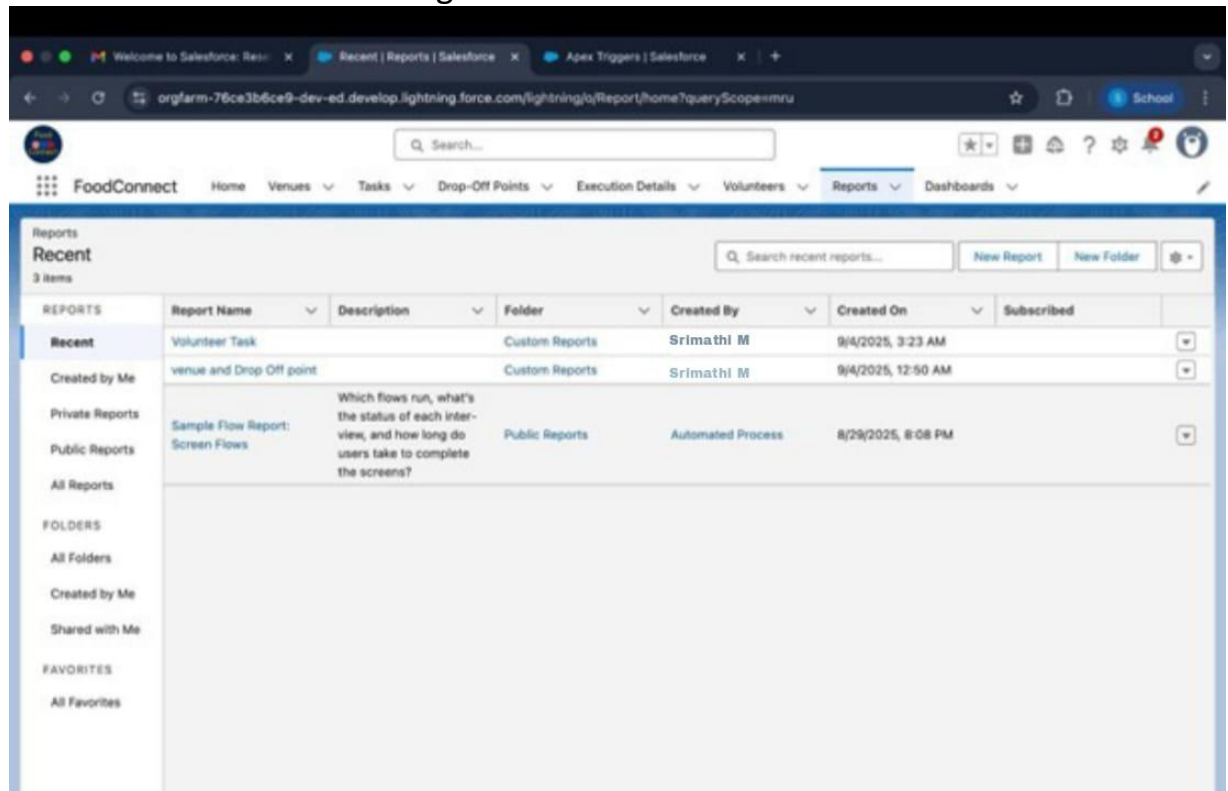 Welcome to Salesforce: Rese
Recent | Reports | Salesforce
Apex Triggers | Salesforce
orgfarm-76ce3b6ce9-dev-ed.develop.lightning.force.com/lightning/o/Report/home?queryScope=mru
School
Search...
FoodConnect Home Venues Tasks Drop-Off Points Execution Details Volunteers Reports Dashboards
Reports
Recent
3 items
Search recent reports...
New Report
New Folder
REPORTS
Recent
Created by Me
Private Reports
Public Reports
All Reports
FOLDERS
All Folders
Created by Me
Shared with Me
FAVORITES
All Favorites
Report Name Description Folder Created By Created On Subscribed
Volunteer Task Custom Reports Srimathi M 9/4/2025, 3:23 AM
venue and Drop Off point Custom Reports Srimathi M 9/4/2025, 12:50 AM
Sample Flow Report:
Screen Flows
Which flows run, what's
the status of each inter-
view, and how long do
users take to complete
the screens?
Public Reports Automated Process 8/29/2025, 8:08 PM